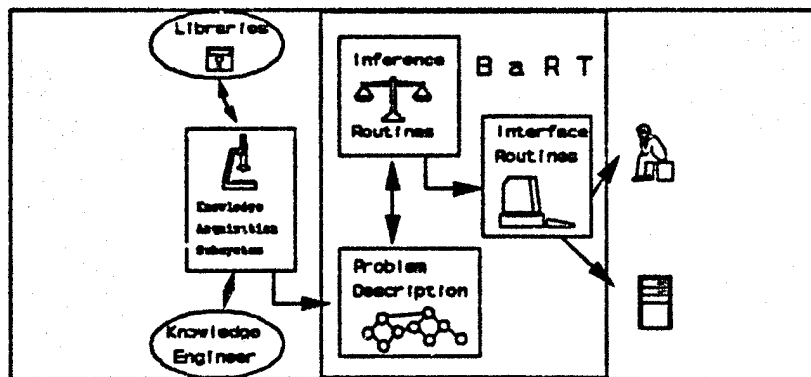 Libraries
Knowledge
Acquisition
Subsystem
Knowledge
Engineer
Inference
Routines
B a R T
Interface
Routines
Problem
Description